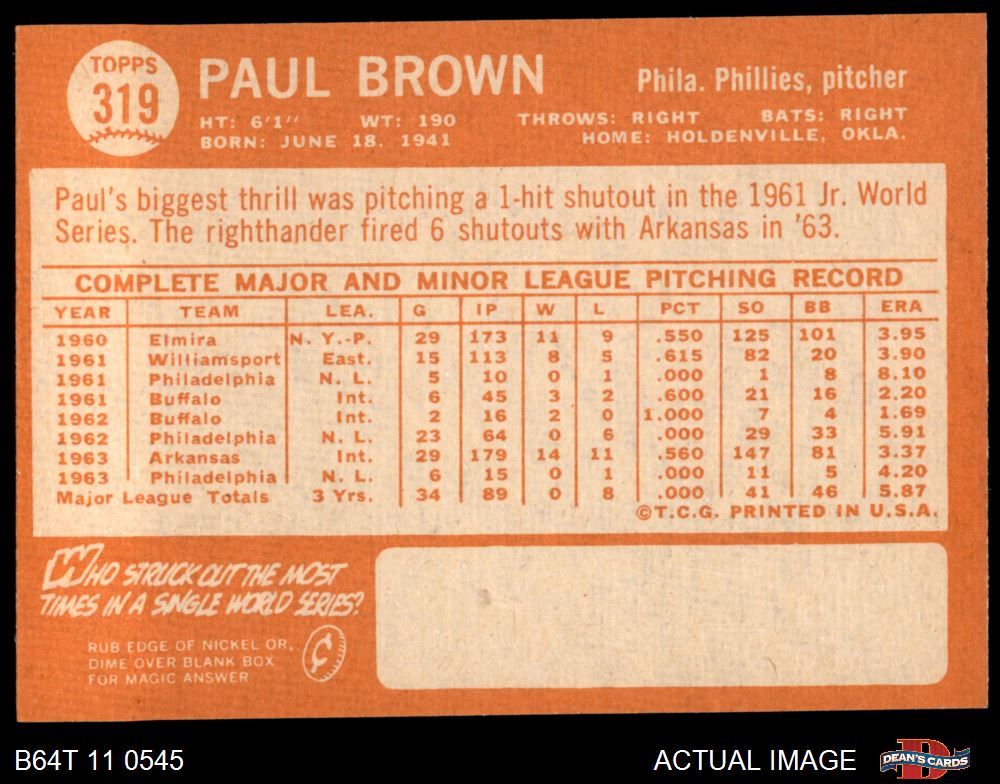 TOPPS
319
PAUL BROWN
Phila. Phillies, pitcher
HT: 6'1" WT: 190 THROWS: RIGHT BATS: RIGHT
BORN: JUNE 18. 1941 HOME: HOLDENVILLE, OKLA.
Paul's biggest thrill was pitching a 1-hit shutout in the 1961 Jr. World
Series. The righthander fired 6 shutouts with Arkansas in '63.
COMPLETE MAJOR AND MINOR LEAGUE PITCHING RECORD
YEAR TEAM LEA. G IP W L PCT SO BB ERA
1960 Elmira N. Y.-P. 29 173 11 9 .550 125 101 3.95
1961 Williamsport East. 15 113 8 5 .615 82 20 3.90
1961 Philadelphia N. L. 5 10 0 1 .000 1 8 8.10
1961 Buffalo Int. 6 45 3 2 .600 21 16 2.20
1962 Buffalo Int. 2 16 2 0 1.000 7 4 1.69
1962 Philadelphia N. L. 23 64 0 6 .000 29 33 5.91
1963 Arkansas Int. 29 179 14 11 .560 147 81 3.37
1963 Philadelphia N. L. 6 15 0 1 .000 11 5 4.20
Major League Totals 3 Yrs. 34 89 0 8 .000 41 46 5.87
©T.C.G. PRINTED IN U.S.A.
WHO STRUCK OUT THE MOST
TIMES IN A SINGLE WORLD SERIES?
RUB EDGE OF NICKEL OR,
DIME OVER BLANK BOX
FOR MAGIC ANSWER
¢
B64T 11 0545
ACTUAL IMAGE
D
DEAN'S CARDS